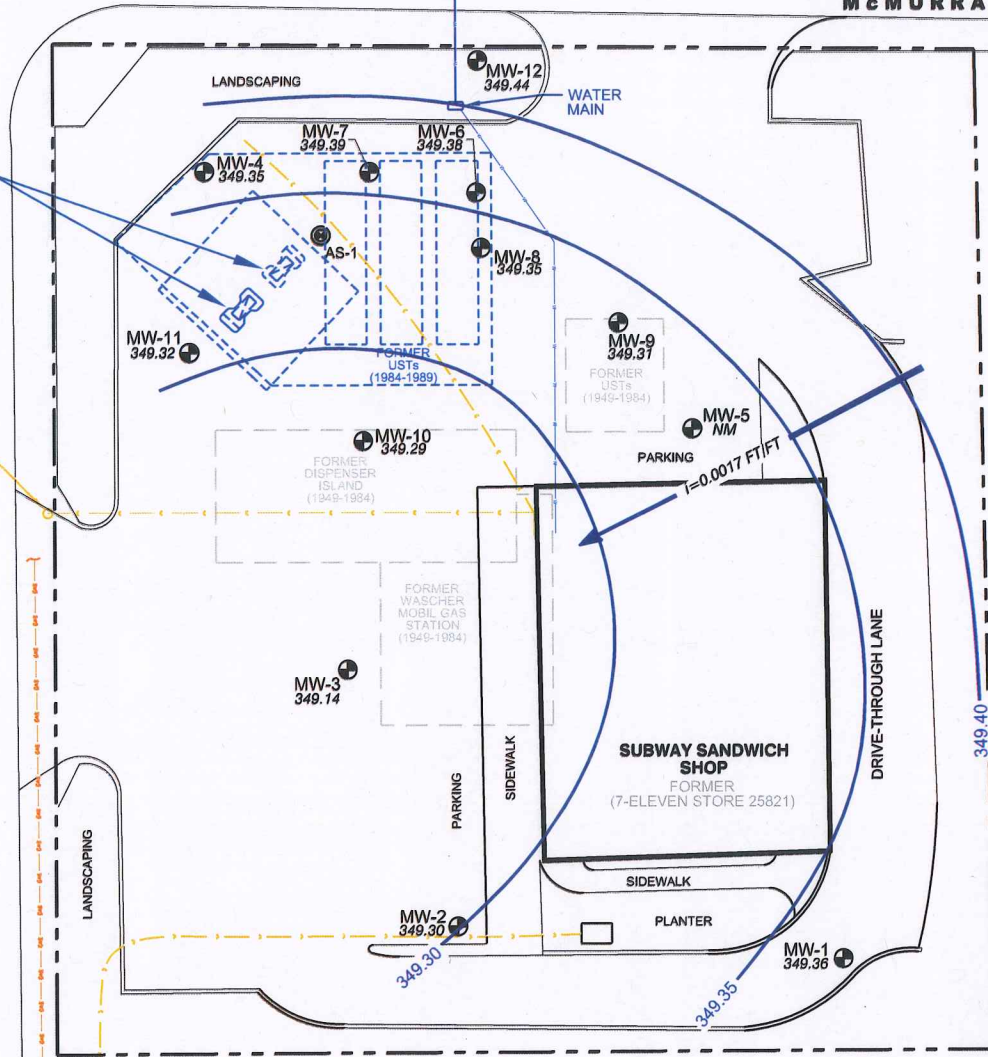 McMURRA
LANDSCAPING
MW-12
349.44
WATER
MAIN
MW-7
349.39
MW-6
349.38
MW-4
349.35
AS-1
MW-8
349.35
MW-11
349.32
FORMER
USTs
(1984-1989)
MW-9
349.31
FORMER
USTs
(1949-1984)
MW-5
NM
MW-10
349.29
PARKING
i=0.0017 FT/FT
FORMER
DISPENSER
ISLAND
(1949-1984)
FORMER
WASCHER
MOBIL GAS
STATION
(1949-1984)
MW-3
349.14
SIDEWALK
PARKING
DRIVE-THROUGH LANE
349.40
SUBWAY SANDWICH
SHOP
FORMER
(7-ELEVEN STORE 25821)
LANDSCAPING
SIDEWALK
PLANTER
MW-2
349.30
349.30
MW-1
349.36
349.35